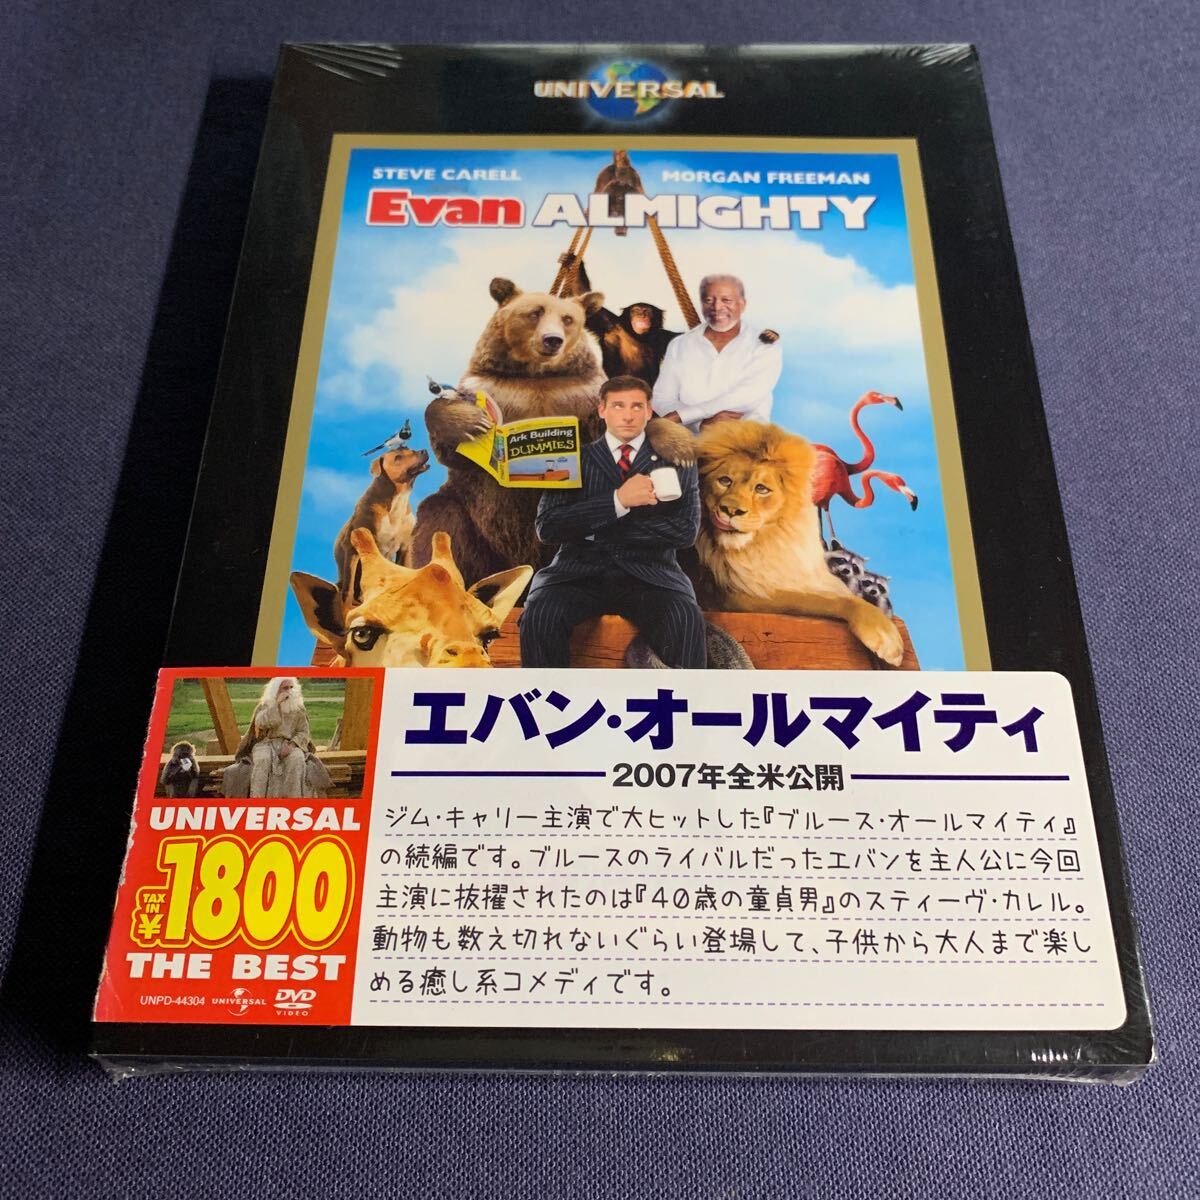 UNIVERSAL
STEVE CARELL
MORGAN FREEMAN
Evan ALMIGHTY
Ark Building
FOR
DUMMIES
エバン・オールマイティ
2007年全米公開
ジム・キャリー主演で大ヒットした『ブルース・オールマイティ』
の続編です。ブルースのライバルだったエバンを主人公に今回
主演に抜擢されたのは『40歳の童貞男』のスティーヴ・カレル。
動物も数え切れないぐらい登場して、子供から大人まで楽し
める癒し系コメディです。
UNIVERSAL
TAX IN ¥1800
THE BEST
UNPD-44304 UNIVERSAL DVD VIDEO